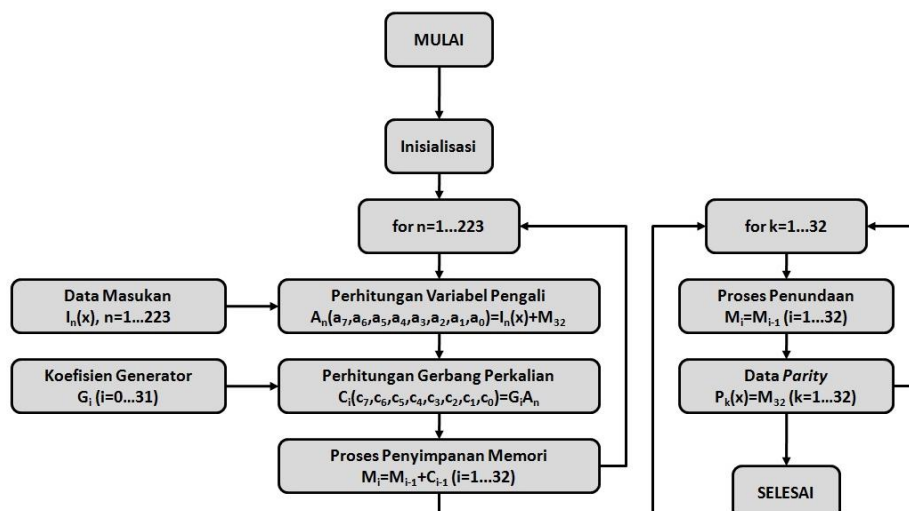 MULAI
Inisialisasi
for n=1...223
Data Masukan
Iₙ(x), n=1...223
Perhitungan Variabel Pengali
Aₙ(a₇,a₆,a₅,a₄,a₃,a₂,a₁,a₀)=Iₙ(x)+M₃₂
Koefisien Generator
Gᵢ (i=0...31)
Perhitungan Gerbang Perkalian
Cᵢ(c₇,c₆,c₅,c₄,c₃,c₂,c₁,c₀)=GᵢAₙ
Proses Penyimpanan Memori
Mᵢ=Mᵢ₋₁+Cᵢ₋₁ (i=1...32)
for k=1...32
Proses Penundaan
Mᵢ=Mᵢ₋₁ (i=1...32)
Data Parity
Pₖ(x)=M₃₂ (k=1...32)
SELESAI